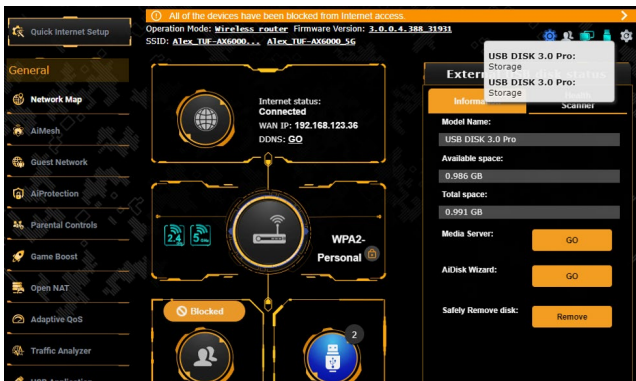 All of the devices have been blocked from Internet access.
Quick Internet Setup
Operation Mode: Wireless router Firmware Version: 3.0.0.4.388_31931
SSID: Alex_TUF-AX6000... Alex_TUF-AX6000_5G
USB DISK 3.0 Pro:
Storage
USB DISK 3.0 Pro:
Storage
General
Network Map
AiMesh
Guest Network
AiProtection
Parental Controls
Game Boost
Open NAT
Adaptive QoS
Traffic Analyzer
USB Application
Internet status:
Connected
WAN IP: 192.168.123.36
DDNS: GO
2.4
5
WPA2-
Personal
Blocked
2
Scanner
Model Name:
USB DISK 3.0 Pro
Available space:
0.986 GB
Total space:
0.991 GB
Media Server:
GO
AiDisk Wizard:
GO
Safely Remove disk:
Remove